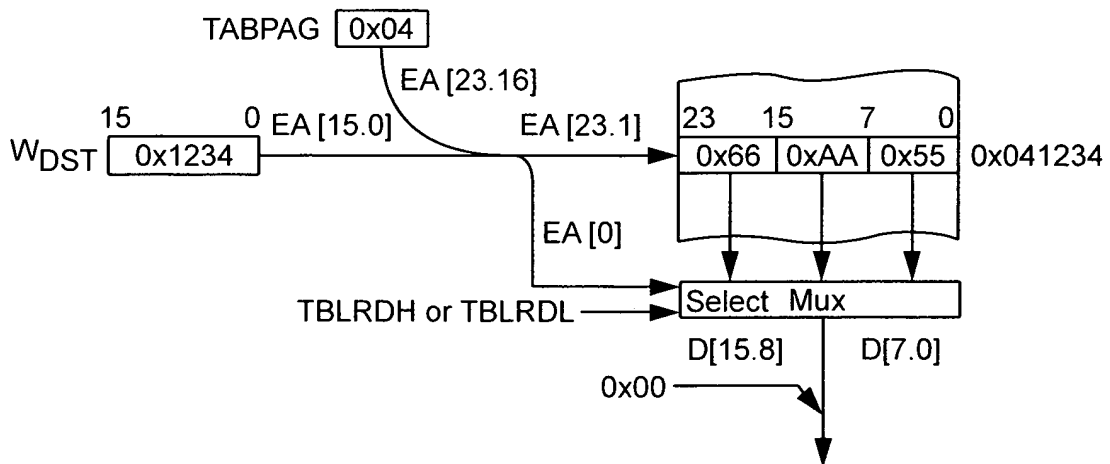 TABPAG 0x04
EA [23.16]
15 0 EA [15.0] EA [23.1] 23 15 7 0
WDST 0x1234 0x66 0xAA 0x55 0x041234
EA [0]
TBLRDH or TBLRDL Select Mux
D[15.8] D[7.0]
0x00